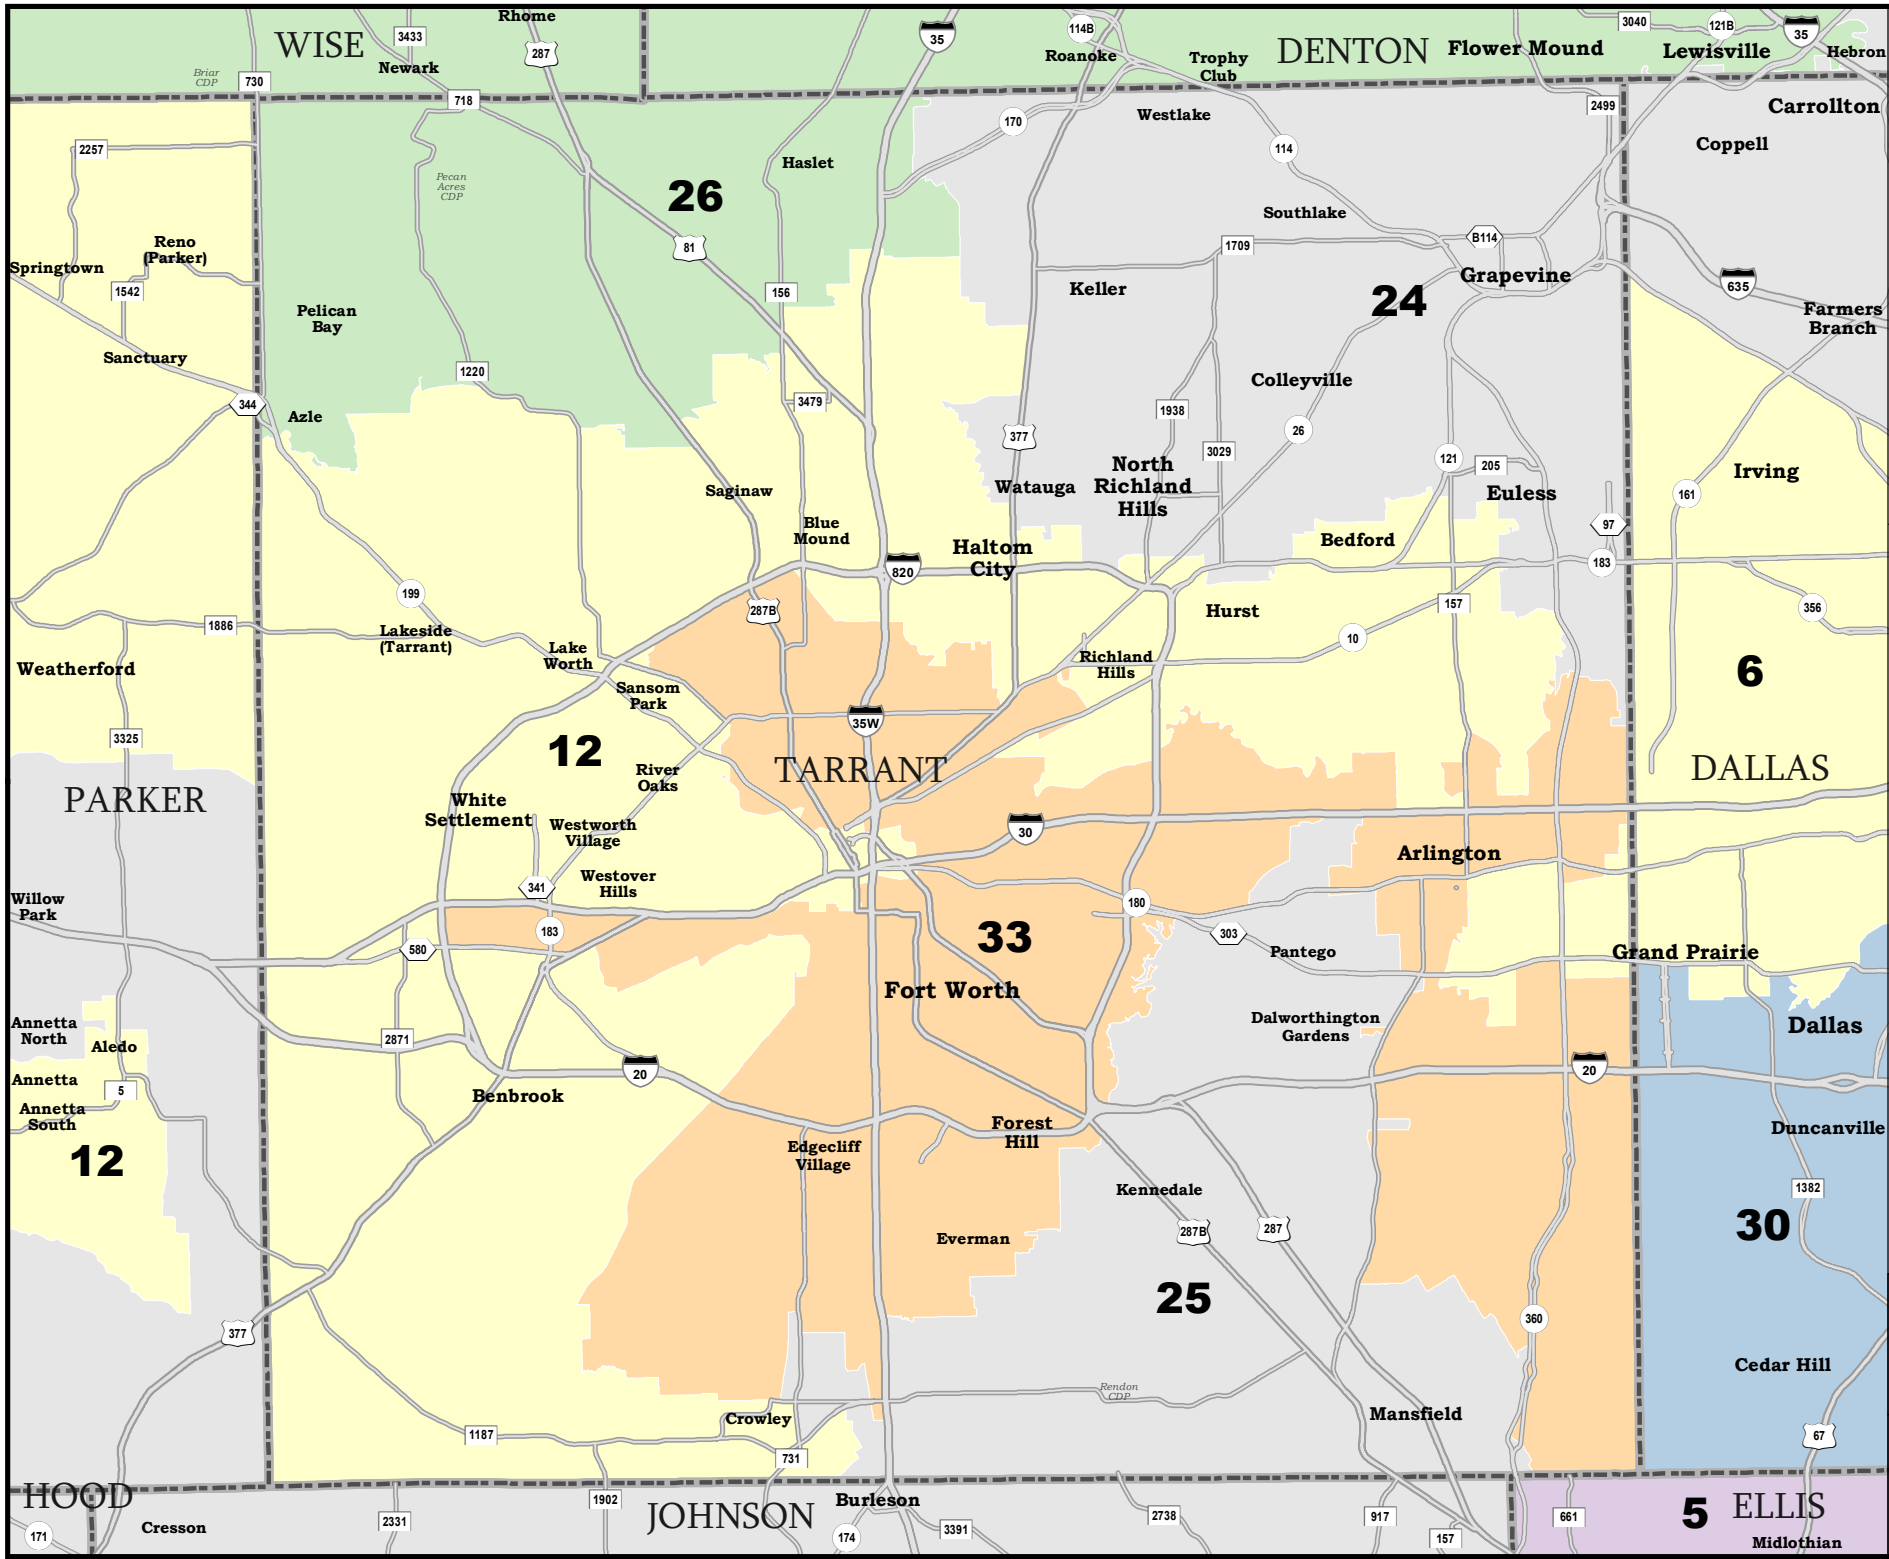 Rhome
WISE
3433
Newark
287
35
114B
Roanoke
Trophy
Club
DENTON
Flower Mound
3040
121B
Lewisville
35
Hebron
Briar
CDP
730
718
2499
Carrollton
Coppell
170
Westlake
114
2257
Haslet
Pecan
Acres
CDP
26
Southlake
B114
1709
Reno
(Parker)
81
Springtown
1542
156
Keller
24
Grapevine
635
Farmers
Branch
Pelican
Bay
Sanctuary
1220
344
Azle
3479
Colleyville
1938
26
377
3029
121
205
North
Richland
Hills
Watauga
Euless
161
Irving
Saginaw
Blue
Mound
97
Haltom
City
Bedford
820
183
199
287B
157
356
1886
Lakeside
(Tarrant)
Hurst
10
Weatherford
Lake
Worth
Richland
Hills
6
Sansom
Park
3325
35W
12
TARRANT
DALLAS
River
Oaks
PARKER
White
Settlement
Westworth
Village
30
Arlington
341
Westover
Hills
Willow
Park
180
183
303
33
580
Pantego
Grand Prairie
Fort Worth
Annetta
North
2871
Dalworthington
Gardens
Dallas
Aledo
20
20
Annetta
5
Benbrook
Annetta
South
Forest
Hill
Duncanville
12
Edgecliff
Village
Kennedale
1382
287B
287
30
Everman
25
377
360
Cedar Hill
Rendon
CDP
Crowley
Mansfield
1187
67
731
HOOD
1902
JOHNSON
Burleson
5
ELLIS
171
Cresson
2331
174
3391
2738
917
157
661
Midlothian